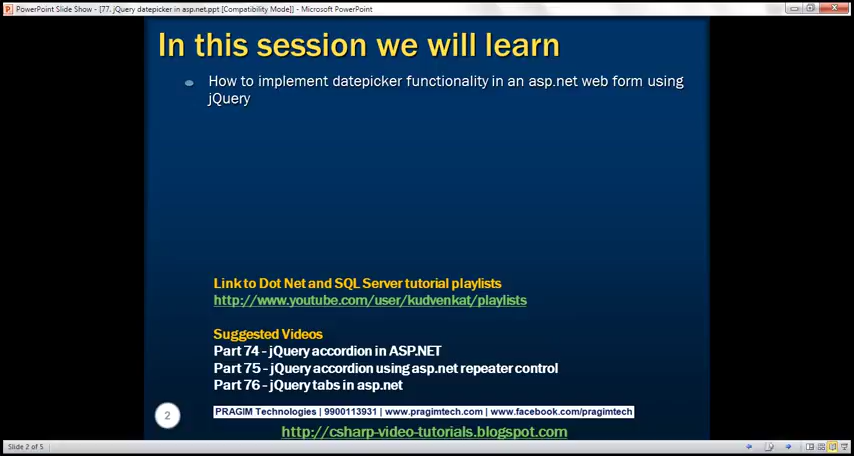 PowerPoint Slide Show - [77. jQuery datepicker in asp.net.ppt [Compatibility Mode]] - Microsoft PowerPoint
In this session we will learn
How to implement datepicker functionality in an asp.net web form using
jQuery
Link to Dot Net and SQL Server tutorial playlists
http://www.youtube.com/user/kudvenkat/playlists
Suggested Videos
Part 74 - jQuery accordion in ASP.NET
Part 75 - jQuery accordion using asp.net repeater control
Part 76 - jQuery tabs in asp.net
2
PRAGIM Technologies | 9900113931 | www.pragimtech.com | www.facebook.com/pragimtech
http://csharp-video-tutorials.blogspot.com
Slide 2 of 5